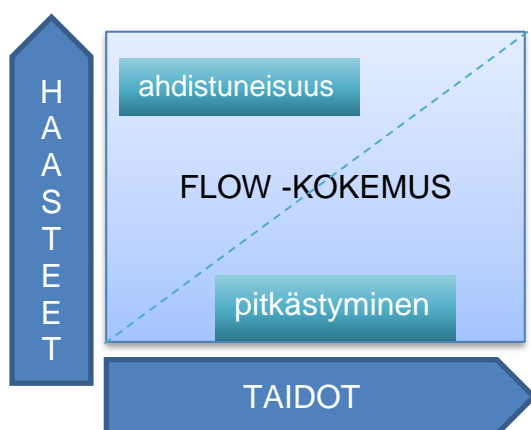 HAASTEET
ahdistuneisuus
FLOW -KOKEMUS
pitkästyminen
TAIDOT